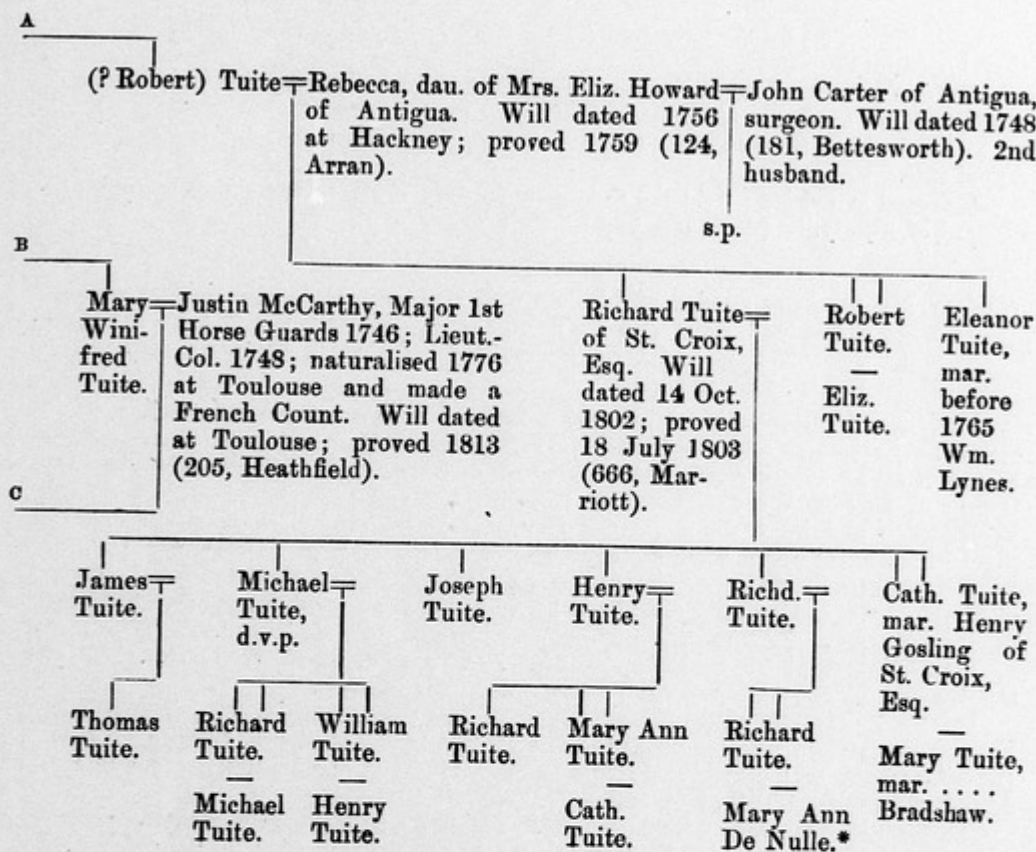 A
(? Robert) Tuite=Rebecca, dau. of Mrs. Eliz. Howard=John Carter of Antigua,
of Antigua. Will dated 1756
at Hackney; proved 1759 (124,
Arran).
surgeon. Will dated 1748
(181, Bettesworth). 2nd
husband.
s.p.
B
Mary=Justin McCarthy, Major 1st
Wini-
fred
Tuite.
Horse Guards 1746; Lieut.-
Col. 1748; naturalised 1776
at Toulouse and made a
French Count. Will dated
at Toulouse; proved 1813
(205, Heathfield).
Richard Tuite=
of St. Croix,
Esq. Will
dated 14 Oct.
1802; proved
18 July 1803
(666, Mar-
riott).
Robert
Tuite.
—
Eliz.
Tuite.
Eleanor
Tuite,
mar.
before
1765
Wm.
Lynes.
C
James=
Tuite.
Michael=
Tuite,
d.v.p.
Joseph
Tuite.
Henry=
Tuite.
Richd.=
Tuite.
Cath. Tuite,
mar. Henry
Gosling of
St. Croix,
Esq.
—
Mary Tuite,
mar. ....
Bradshaw.
Thomas
Tuite.
Richard
Tuite.
—
Michael
Tuite.
William
Tuite.
—
Henry
Tuite.
Richard
Tuite.
Mary Ann
Tuite.
—
Cath.
Tuite.
Richard
Tuite.
—
Mary Ann
De Nulle.*